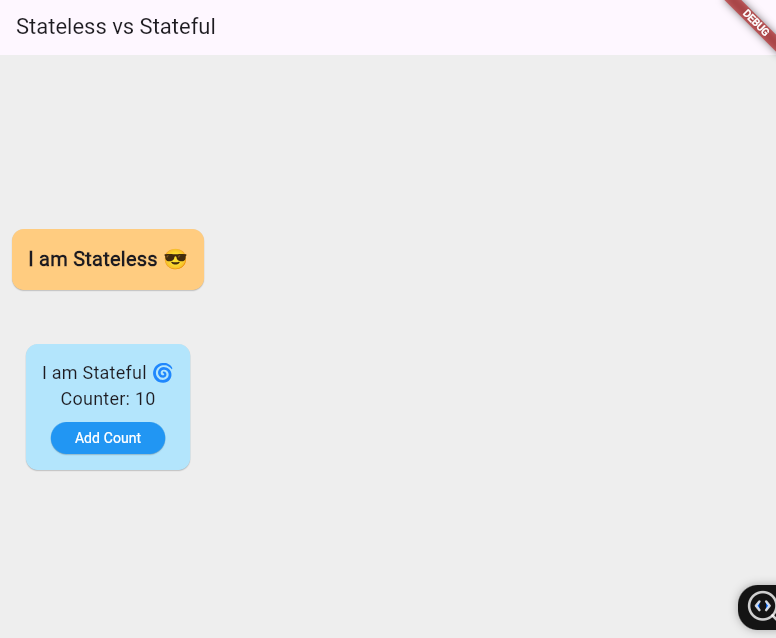 Stateless vs Stateful
DEBUG
I am Stateless 😎
I am Stateful 🌀
Counter: 10
Add Count